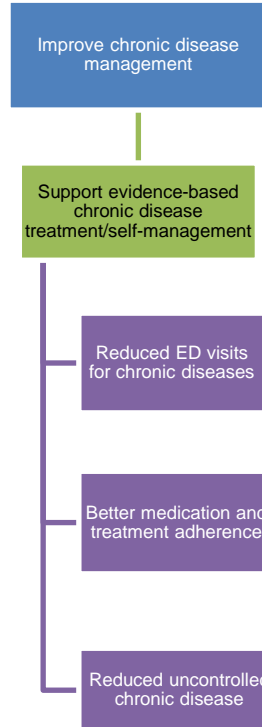 Improve chronic disease
management
Support evidence-based
chronic disease
treatment/self-management
Reduced ED visits
for chronic diseases
Better medication and
treatment adherence
Reduced uncontrolled
chronic disease